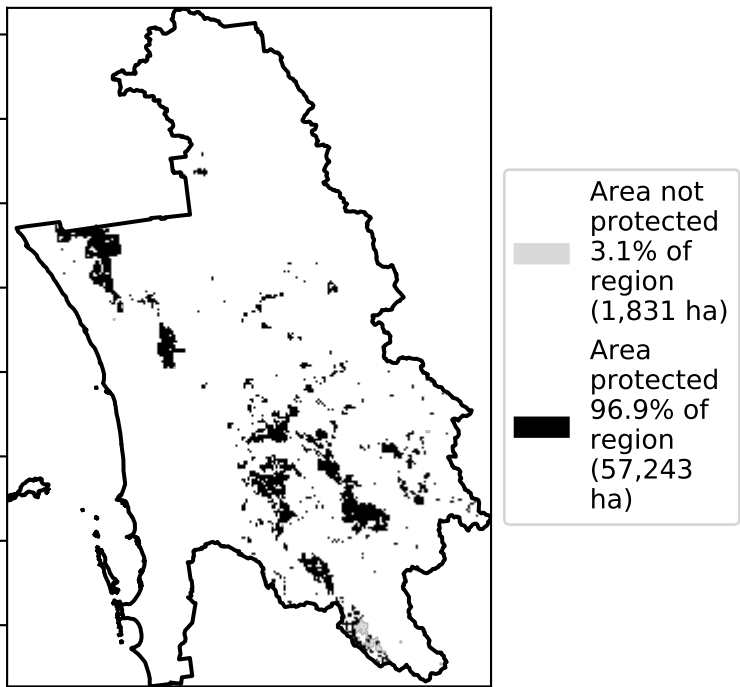 Area not
protected
3.1% of
region
(1,831 ha)
Area
protected
96.9% of
region
(57,243
ha)